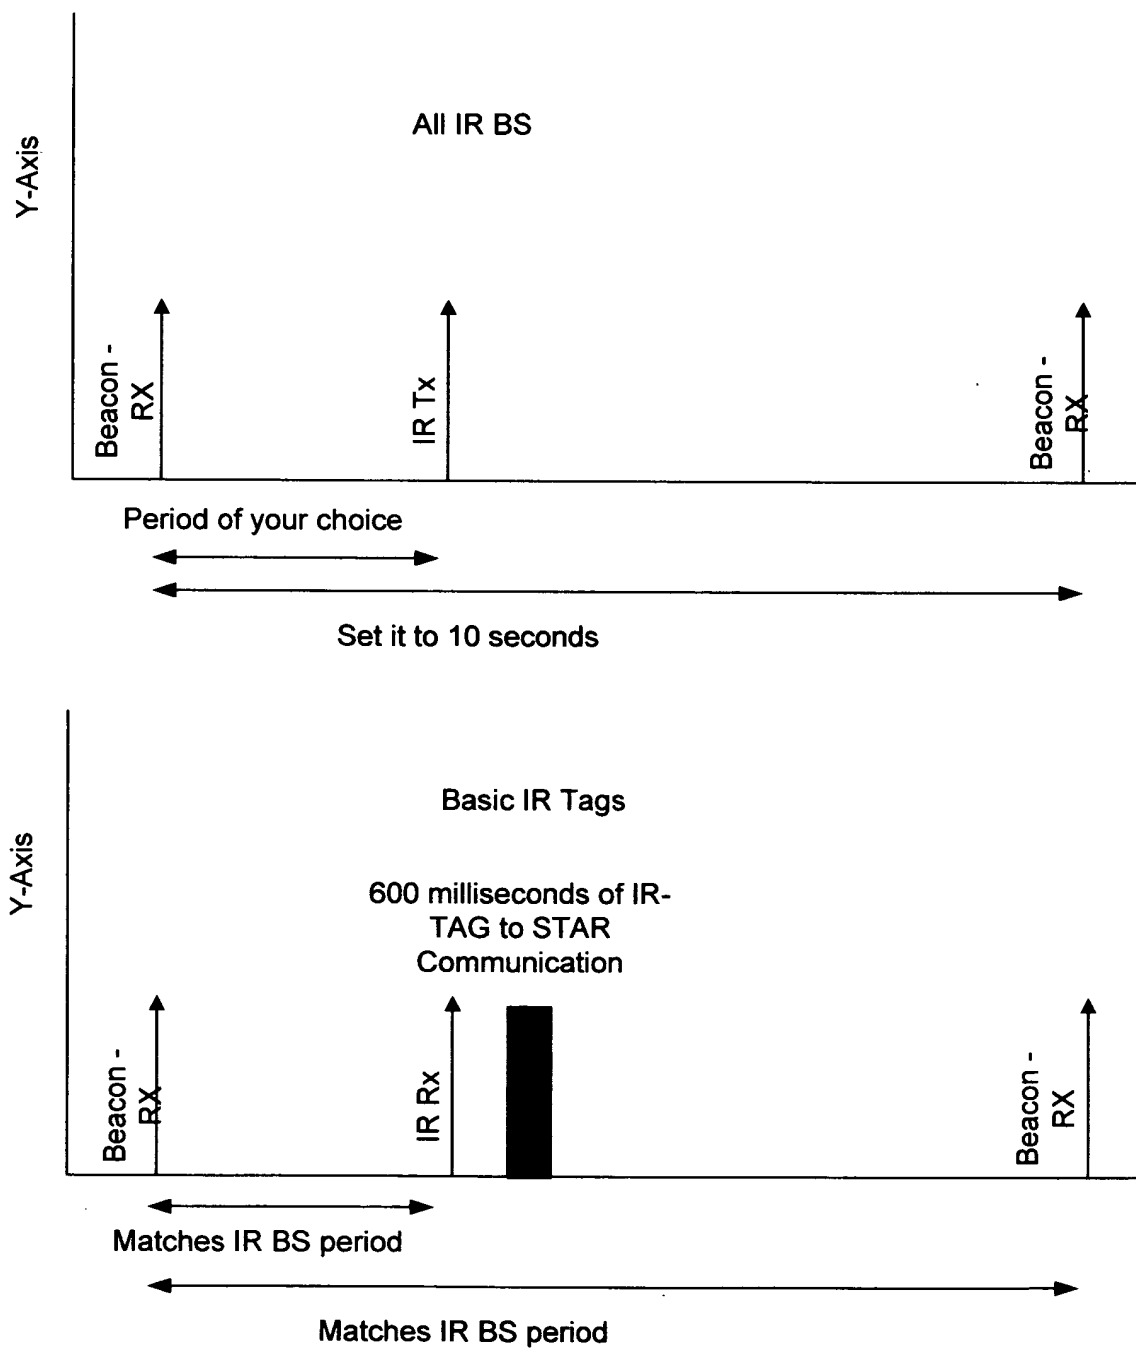 Y-Axis
All IR BS
Beacon -
RX
IR Tx
Beacon -
RX
Period of your choice
Set it to 10 seconds
Y-Axis
Basic IR Tags
600 milliseconds of IR-
TAG to STAR
Communication
Beacon -
RX
IR Rx
Beacon -
RX
Matches IR BS period
Matches IR BS period